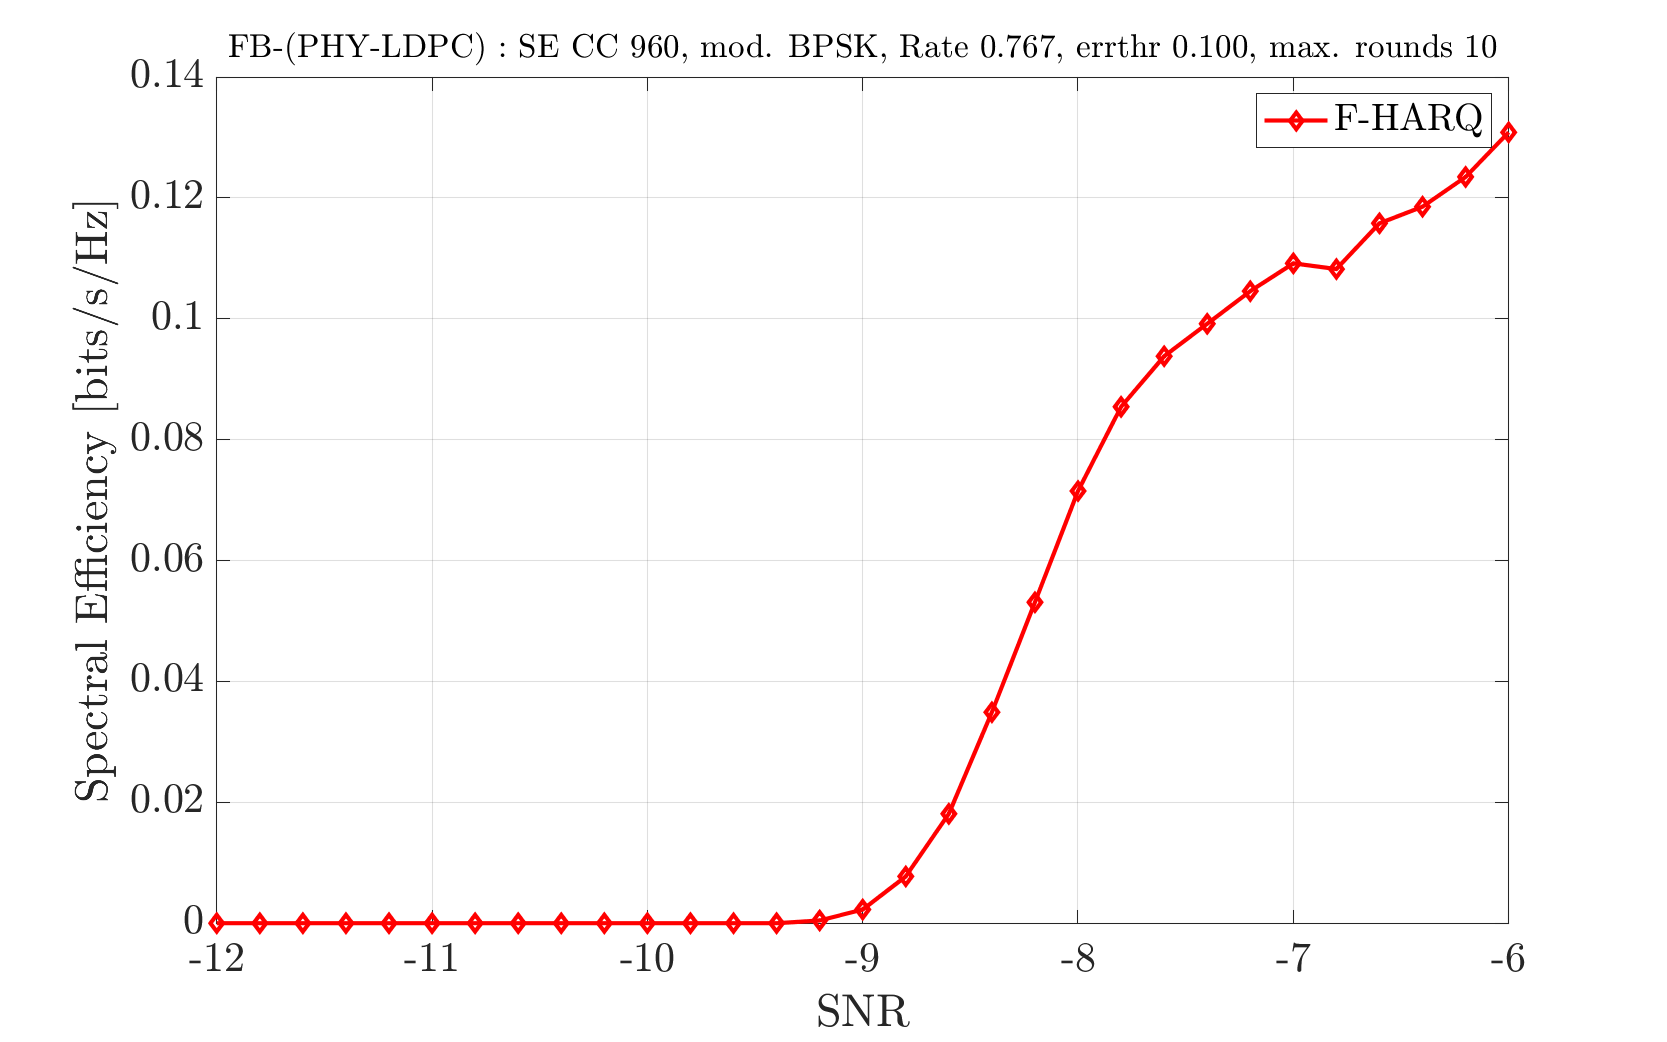 FB-(PHY-LDPC) : SE CC 960, mod. BPSK, Rate 0.767, errthr 0.100, max. rounds 10
F-HARQ
Spectral Efficiency [bits/s/Hz]
0.14
0.12
0.1
0.08
0.06
0.04
0.02
0
-12 -11 -10 -9 -8 -7 -6
SNR